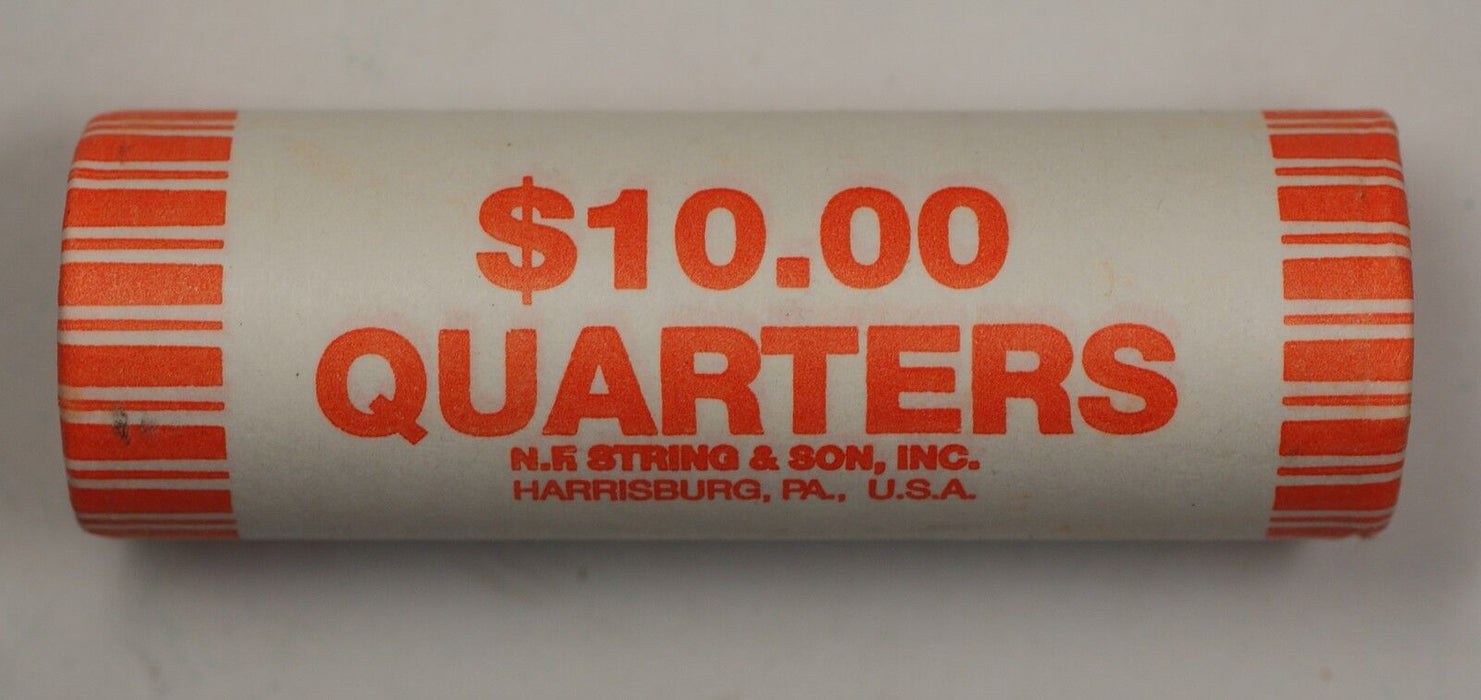 $10.00
QUARTERS
N.F. STRING & SON, INC.
HARRISBURG, PA., U.S.A.